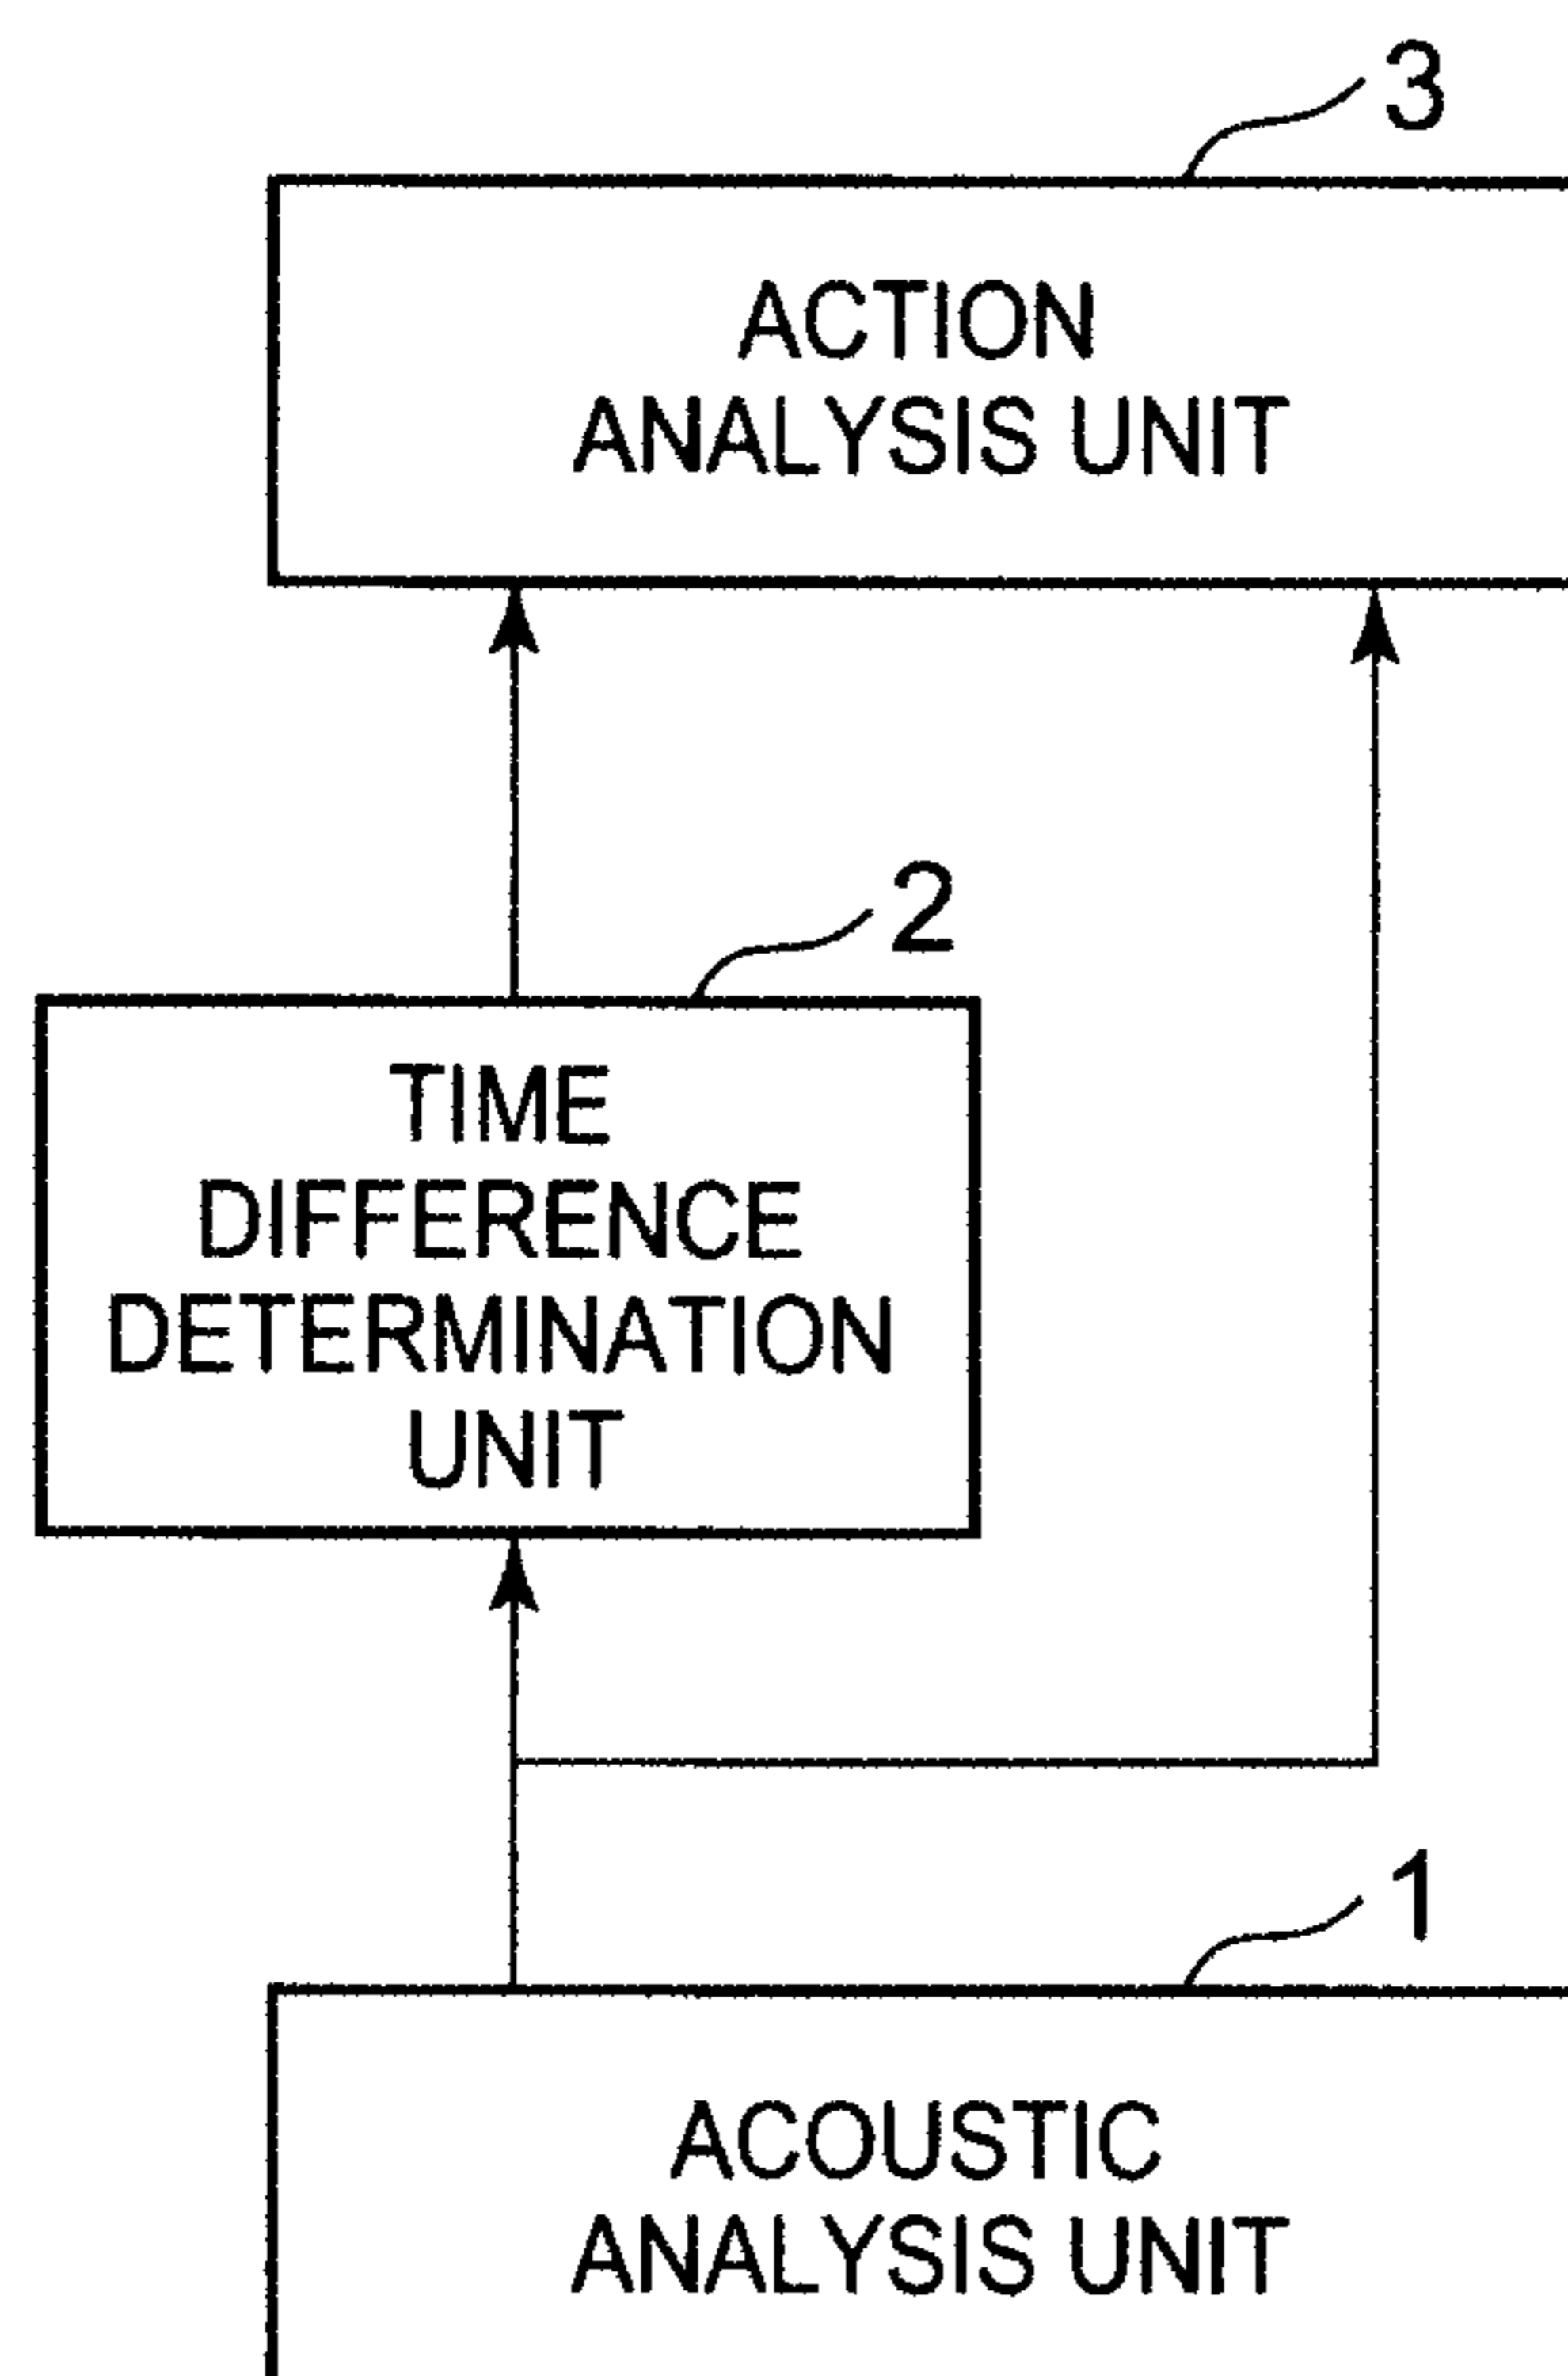 3
ACTION
ANALYSIS UNIT
2
TIME
DIFFERENCE
DETERMINATION
UNIT
1
ACOUSTIC
ANALYSIS UNIT